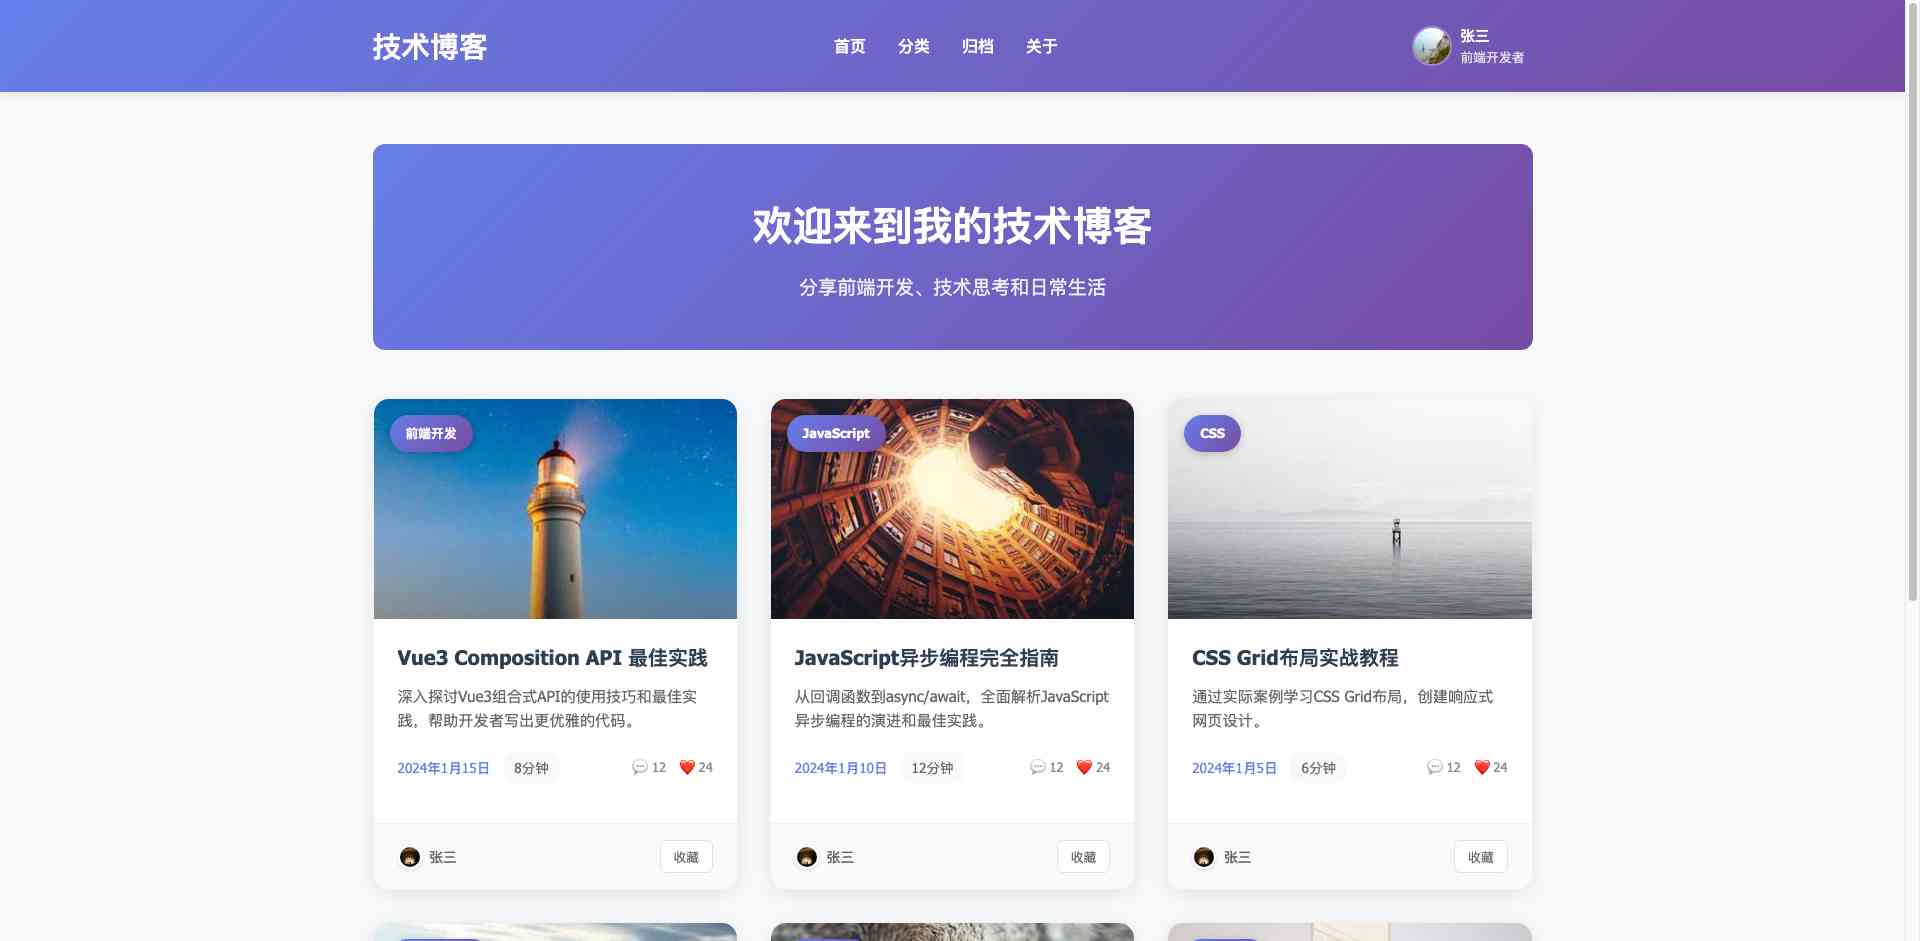 技术博客
首页 分类 归档 关于
张三
前端开发者
欢迎来到我的技术博客
分享前端开发、技术思考和日常生活
前端开发
Vue3 Composition API 最佳实践
深入探讨Vue3组合式API的使用技巧和最佳实
践，帮助开发者写出更优雅的代码。
2024年1月15日 8分钟 12 24
张三 收藏
JavaScript
JavaScript异步编程完全指南
从回调函数到async/await，全面解析JavaScript
异步编程的演进和最佳实践。
2024年1月10日 12分钟 12 24
张三 收藏
CSS
CSS Grid布局实战教程
通过实际案例学习CSS Grid布局，创建响应式
网页设计。
2024年1月5日 6分钟 12 24
张三 收藏